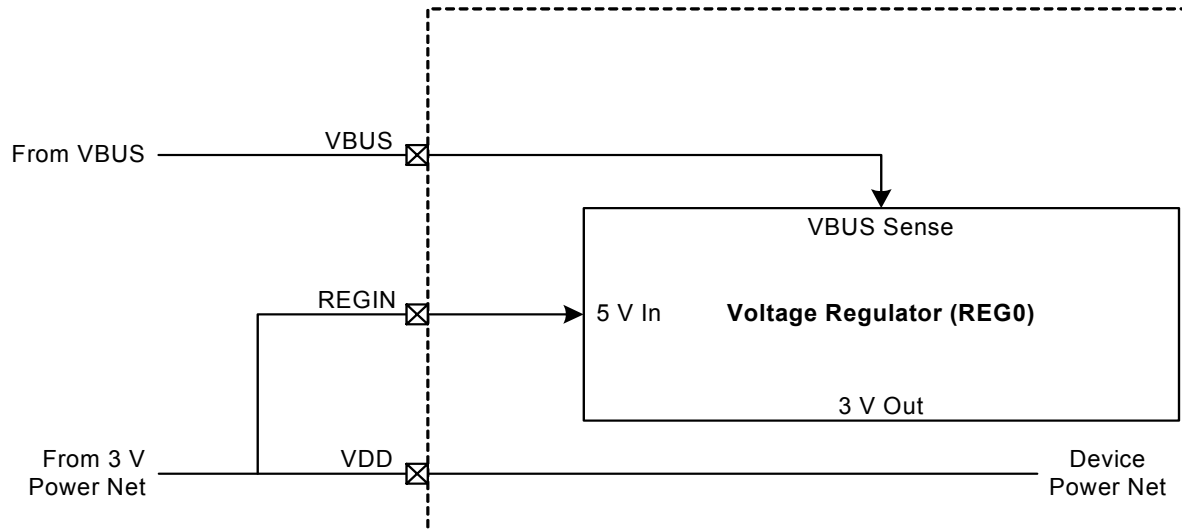 VBUS
From VBUS
VBUS Sense
REGIN
5 V In
Voltage Regulator (REG0)
3 V Out
From 3 V
Power Net
VDD
Device
Power Net